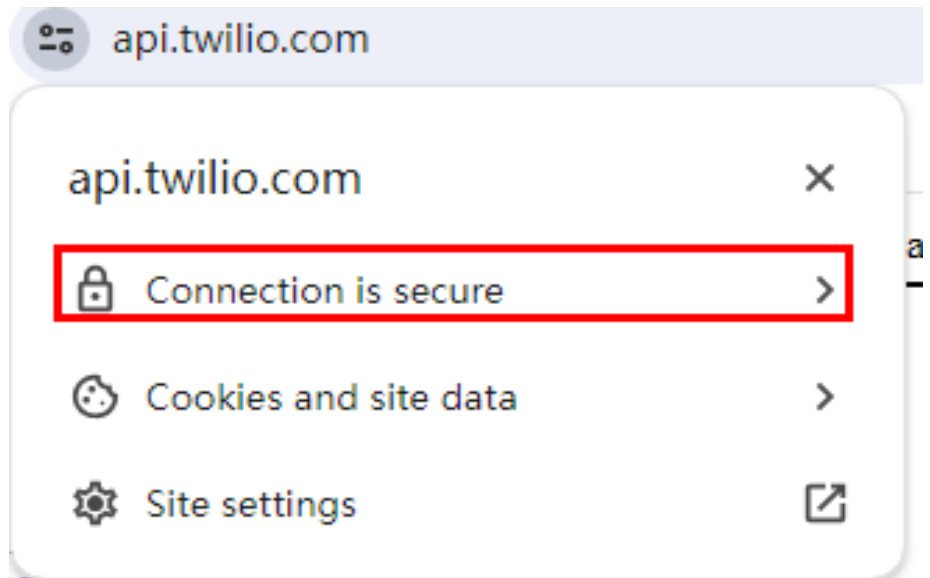 api.twilio.com
api.twilio.com
Connection is secure
a
Cookies and site data
Site settings